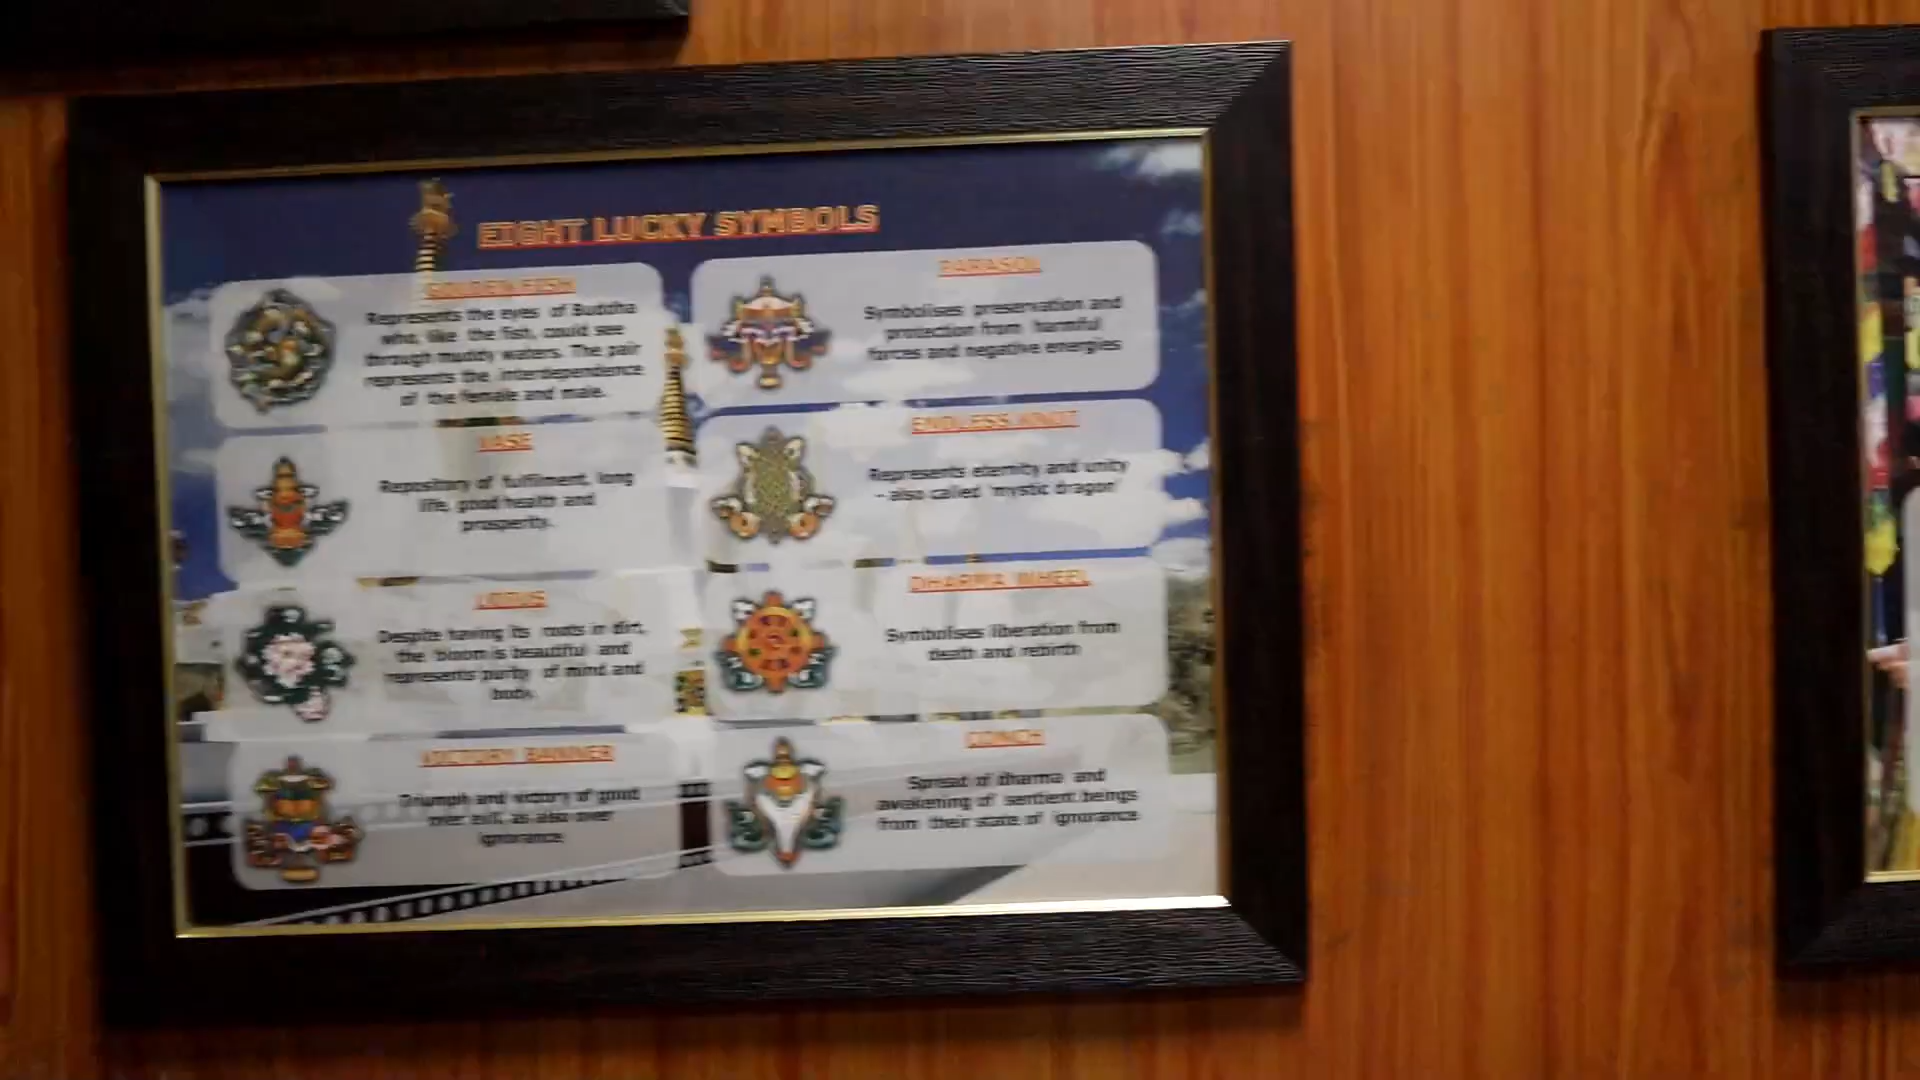 EIGHT LUCKY SYMBOLS
GOLDEN FISH
Represents the eyes of Buddha
who, like the fish, could see
through muddy waters. The pair
represents the interdependence
of the female and male.
VASE
Repository of fulfilment, long
life, good health and
prosperity.
LOTUS
Despite having its roots in dirt,
the bloom is beautiful and
represents purity of mind and
body.
VICTORY BANNER
Triumph and victory of good
over evil, as also over
ignorance
PARASOL
Symbolises preservation and
protection from harmful
forces and negative energies
ENDLESS KNOT
Represents eternity and unity
- also called 'mystic dragon'
DHARMA WHEEL
Symbolises liberation from
death and rebirth
CONCH
Spread of dharma and
awakening of sentient beings
from their state of ignorance